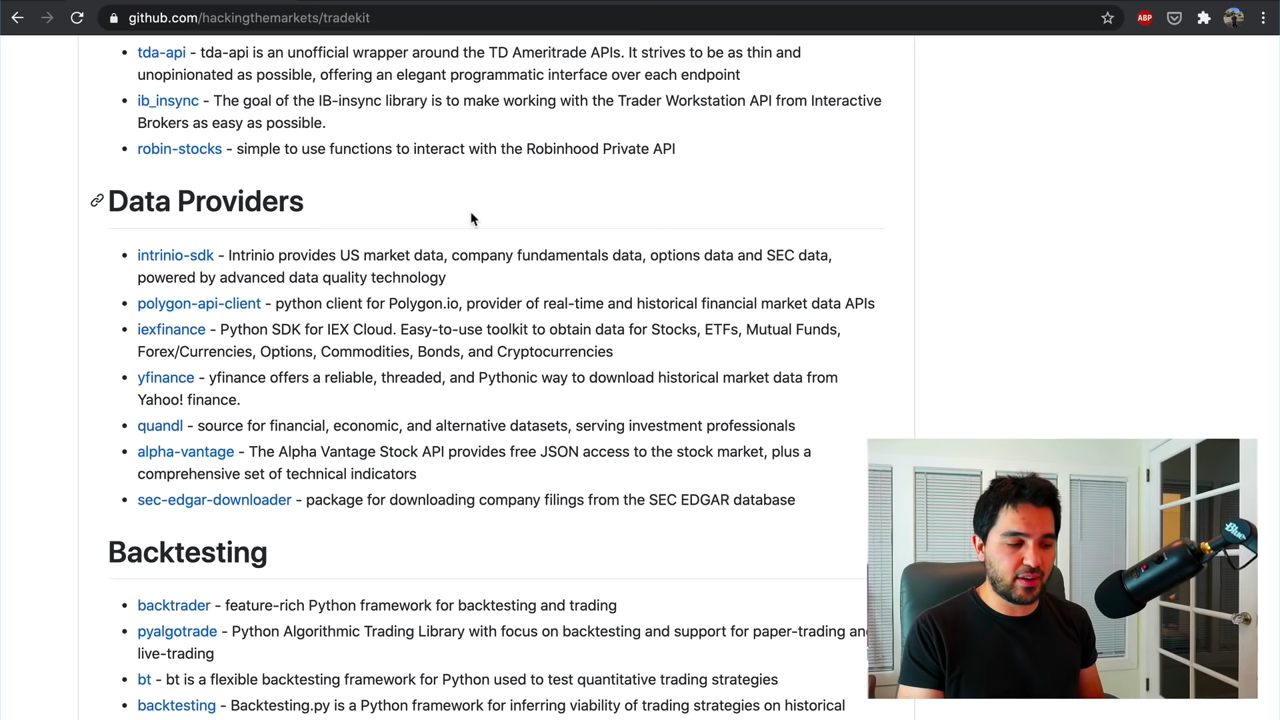 github.com/hackingthemarkets/tradekit
ABP
tda-api - tda-api is an unofficial wrapper around the TD Ameritrade APIs. It strives to be as thin and
unopinionated as possible, offering an elegant programmatic interface over each endpoint
ib_insync - The goal of the IB-insync library is to make working with the Trader Workstation API from Interactive
Brokers as easy as possible.
robin-stocks - simple to use functions to interact with the Robinhood Private API
Data Providers
intrinio-sdk - Intrinio provides US market data, company fundamentals data, options data and SEC data,
powered by advanced data quality technology
polygon-api-client - python client for Polygon.io, provider of real-time and historical financial market data APIs
iexfinance - Python SDK for IEX Cloud. Easy-to-use toolkit to obtain data for Stocks, ETFs, Mutual Funds,
Forex/Currencies, Options, Commodities, Bonds, and Cryptocurrencies
yfinance - yfinance offers a reliable, threaded, and Pythonic way to download historical market data from
Yahoo! finance.
quandl - source for financial, economic, and alternative datasets, serving investment professionals
alpha-vantage - The Alpha Vantage Stock API provides free JSON access to the stock market, plus a
comprehensive set of technical indicators
sec-edgar-downloader - package for downloading company filings from the SEC EDGAR database
Backtesting
backtrader - feature-rich Python framework for backtesting and trading
pyalgotrade - Python Algorithmic Trading Library with focus on backtesting and support for paper-trading and
live-trading
bt - bt is a flexible backtesting framework for Python used to test quantitative trading strategies
backtesting - Backtesting.py is a Python framework for inferring viability of trading strategies on historical
Blue